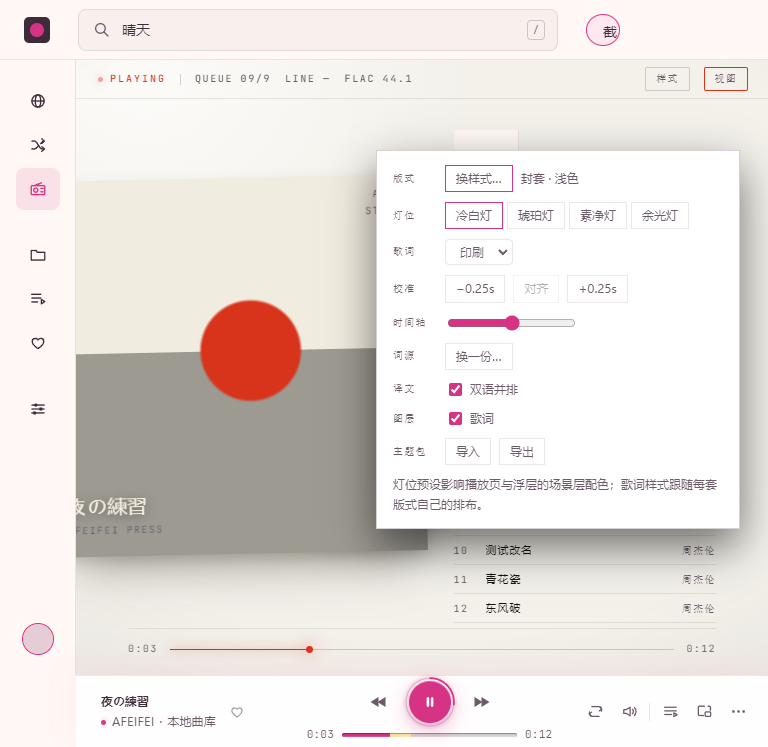 晴天
/
截
PLAYING QUEUE 09/9 LINE — FLAC 44.1
样式
视图
版式 换样式… 封套 · 浅色
灯位 冷白灯 琥珀灯 素净灯 余光灯
歌词 印刷
校准 −0.25s 对齐 +0.25s
时间轴
词源 换一份…
译文 双语并排
图层 歌词
主题包 导入 导出
灯位预设影响播放页与浮层的场景层配色；歌词样式跟随每套
版式自己的排布。
夜の練習
FEIFEI PRESS
10 测试改名 周杰伦
11 青花瓷 周杰伦
12 东风破 周杰伦
0:03 0:12
夜の練習
AFEIFEI · 本地曲库
0:03 0:12